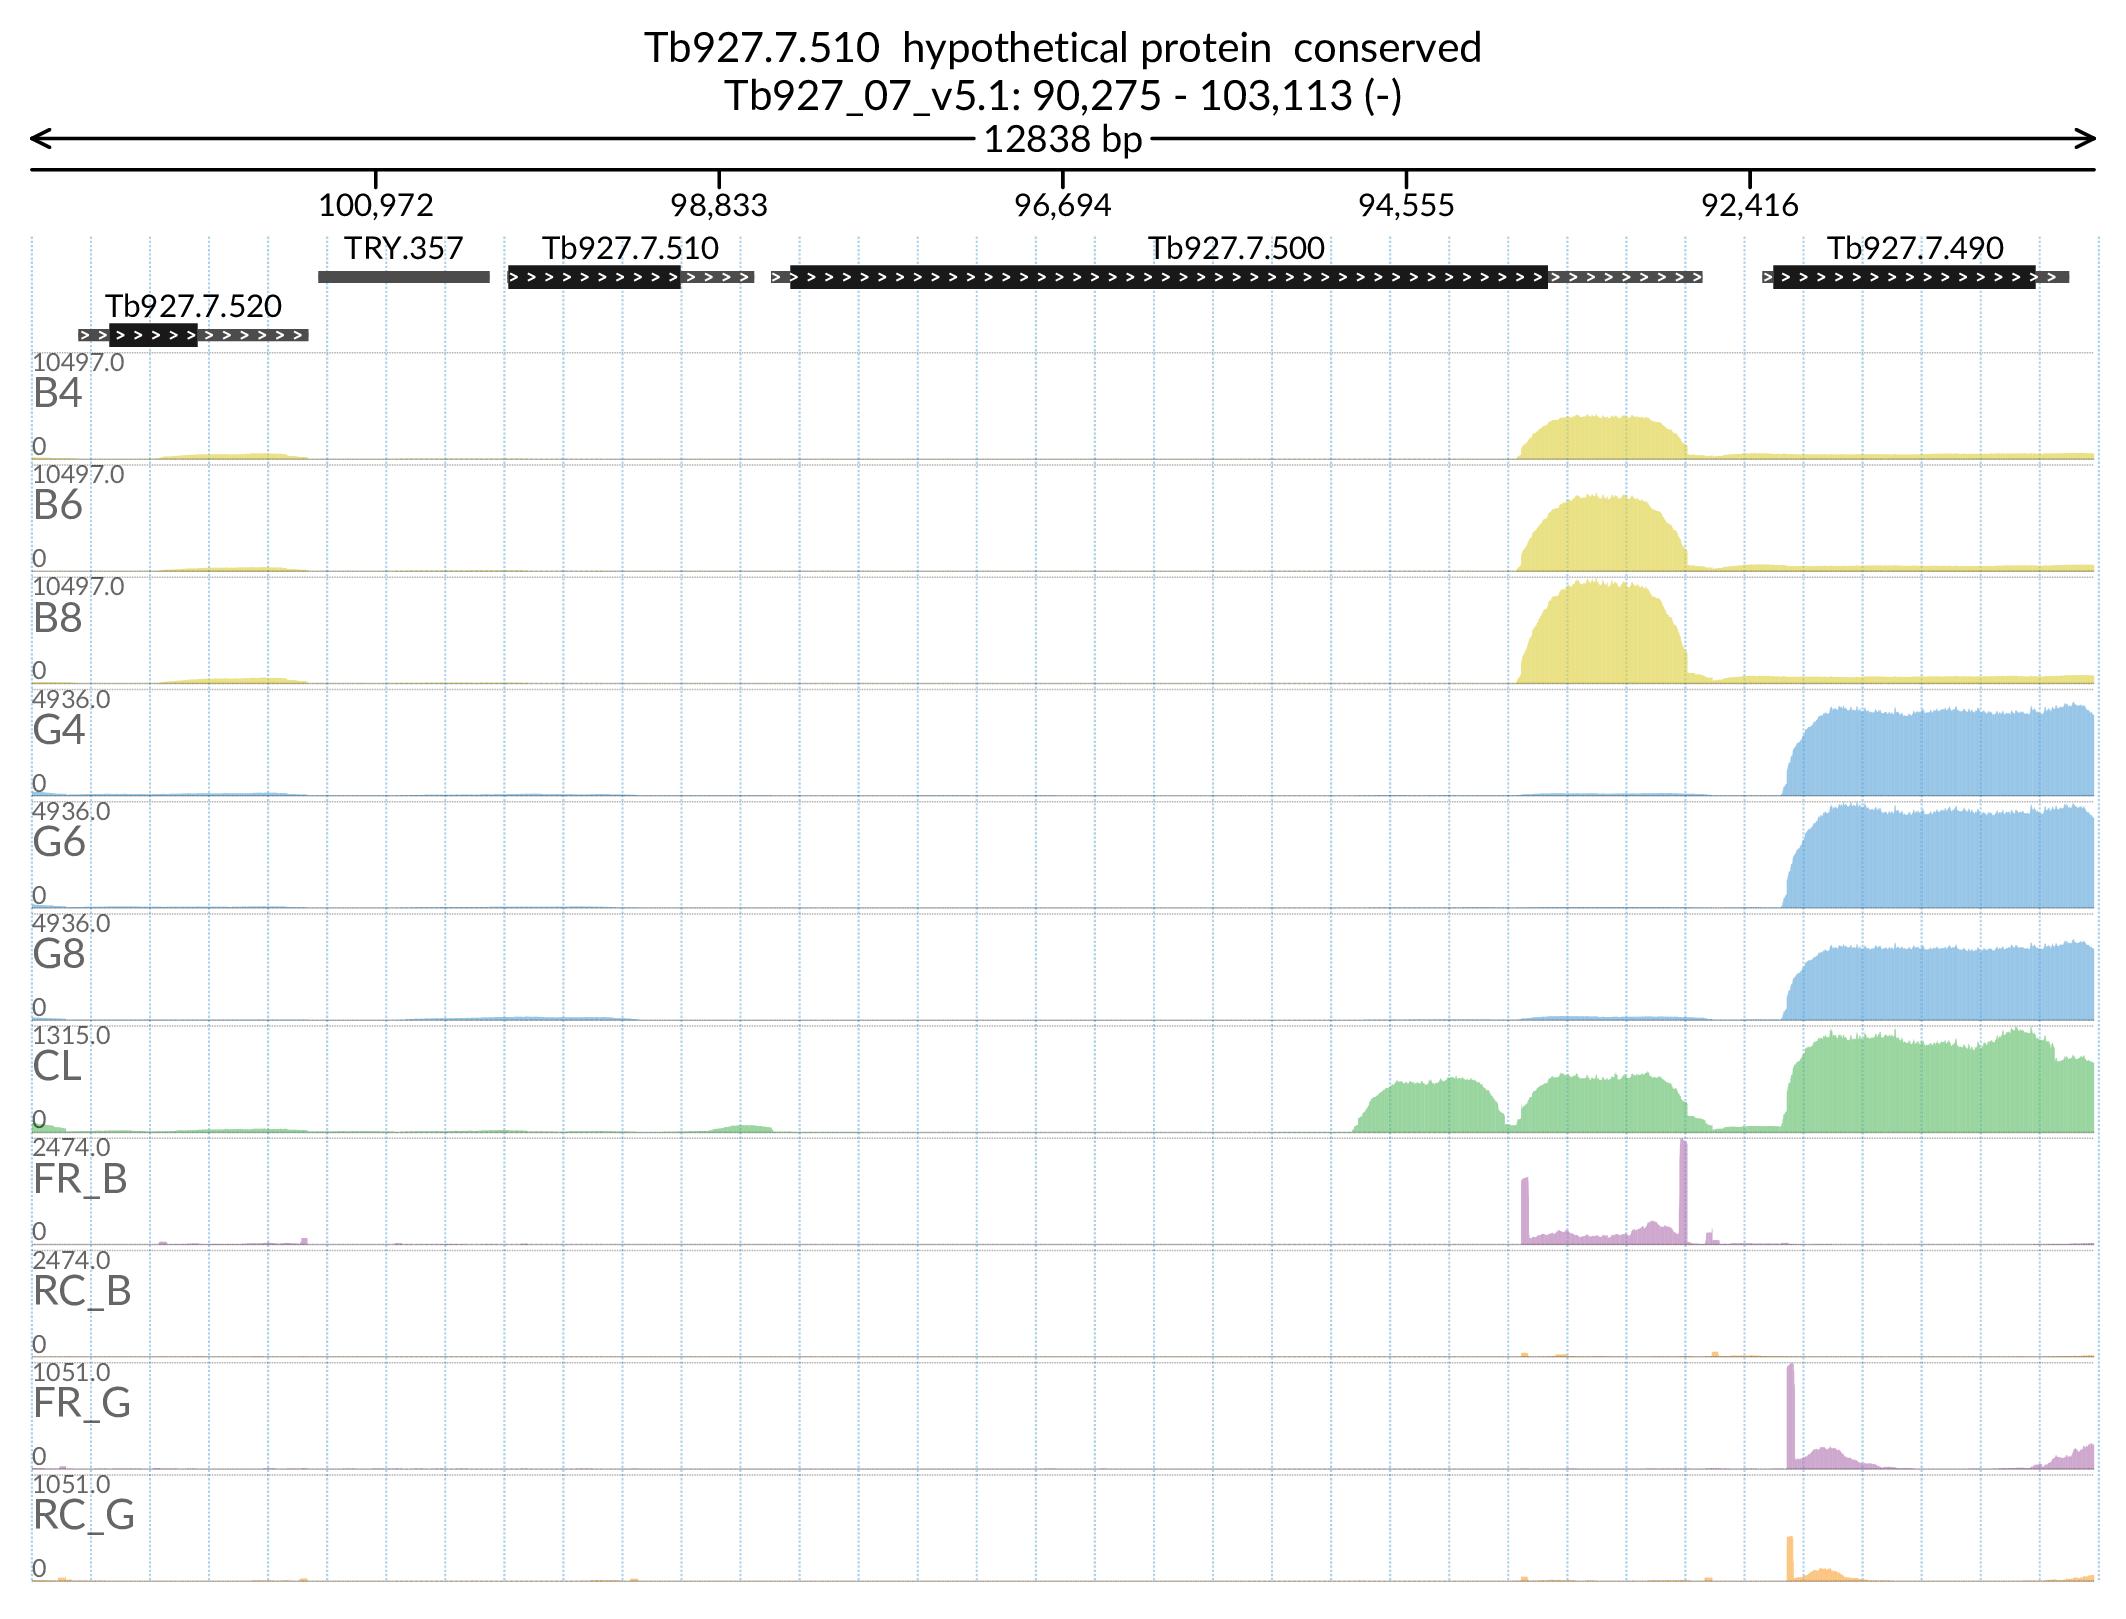 Tb927.7.510 hypothetical protein conserved
Tb927_07_v5.1: 90,275 - 103,113 (-)
12838 bp
100,972 98,833 96,694 94,555 92,416
TRY.357 Tb927.7.510 Tb927.7.500 Tb927.7.490
Tb927.7.520
10497.0
B4
0
10497.0
B6
0
10497.0
B8
0
4936.0
G4
0
4936.0
G6
0
4936.0
G8
0
1315.0
CL
0
2474.0
FR_B
0
2474.0
RC_B
0
1051.0
FR_G
0
1051.0
RC_G
0